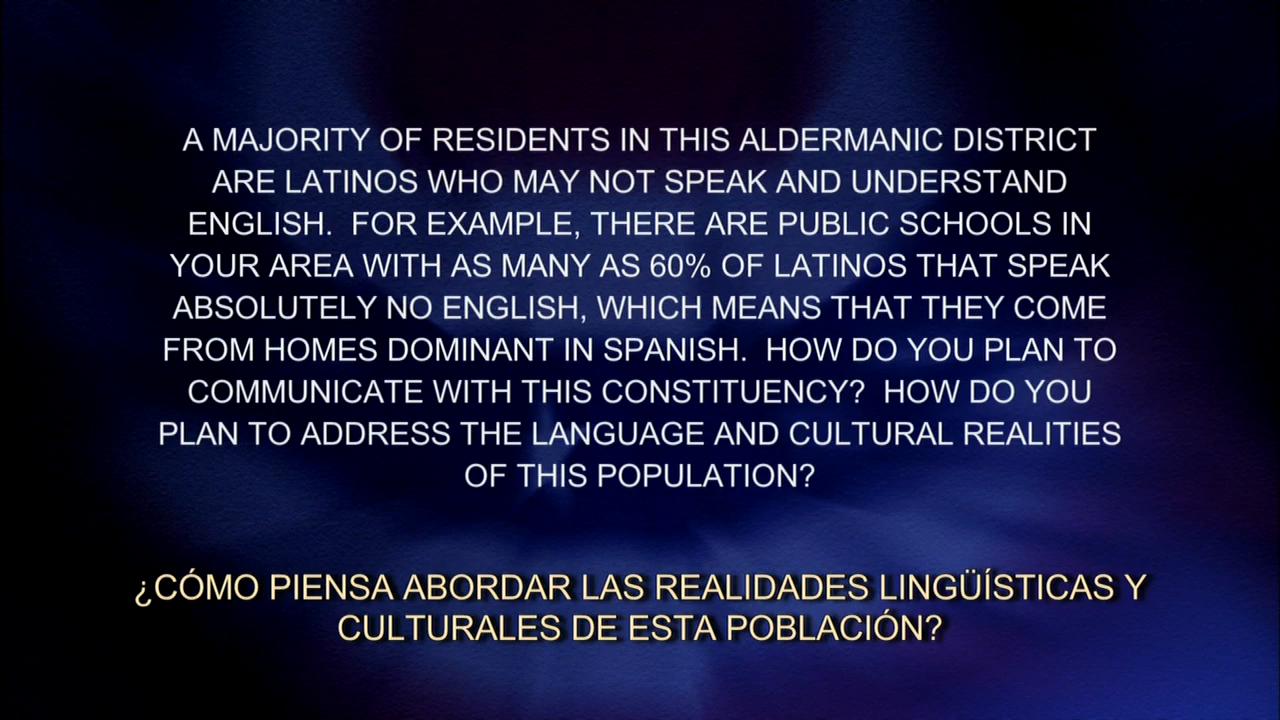 A MAJORITY OF RESIDENTS IN THIS ALDERMANIC DISTRICT
ARE LATINOS WHO MAY NOT SPEAK AND UNDERSTAND
ENGLISH. FOR EXAMPLE, THERE ARE PUBLIC SCHOOLS IN
YOUR AREA WITH AS MANY AS 60% OF LATINOS THAT SPEAK
ABSOLUTELY NO ENGLISH, WHICH MEANS THAT THEY COME
FROM HOMES DOMINANT IN SPANISH. HOW DO YOU PLAN TO
COMMUNICATE WITH THIS CONSTITUENCY? HOW DO YOU
PLAN TO ADDRESS THE LANGUAGE AND CULTURAL REALITIES
OF THIS POPULATION?
¿CÓMO PIENSA ABORDAR LAS REALIDADES LINGÜÍSTICAS Y
CULTURALES DE ESTA POBLACIÓN?